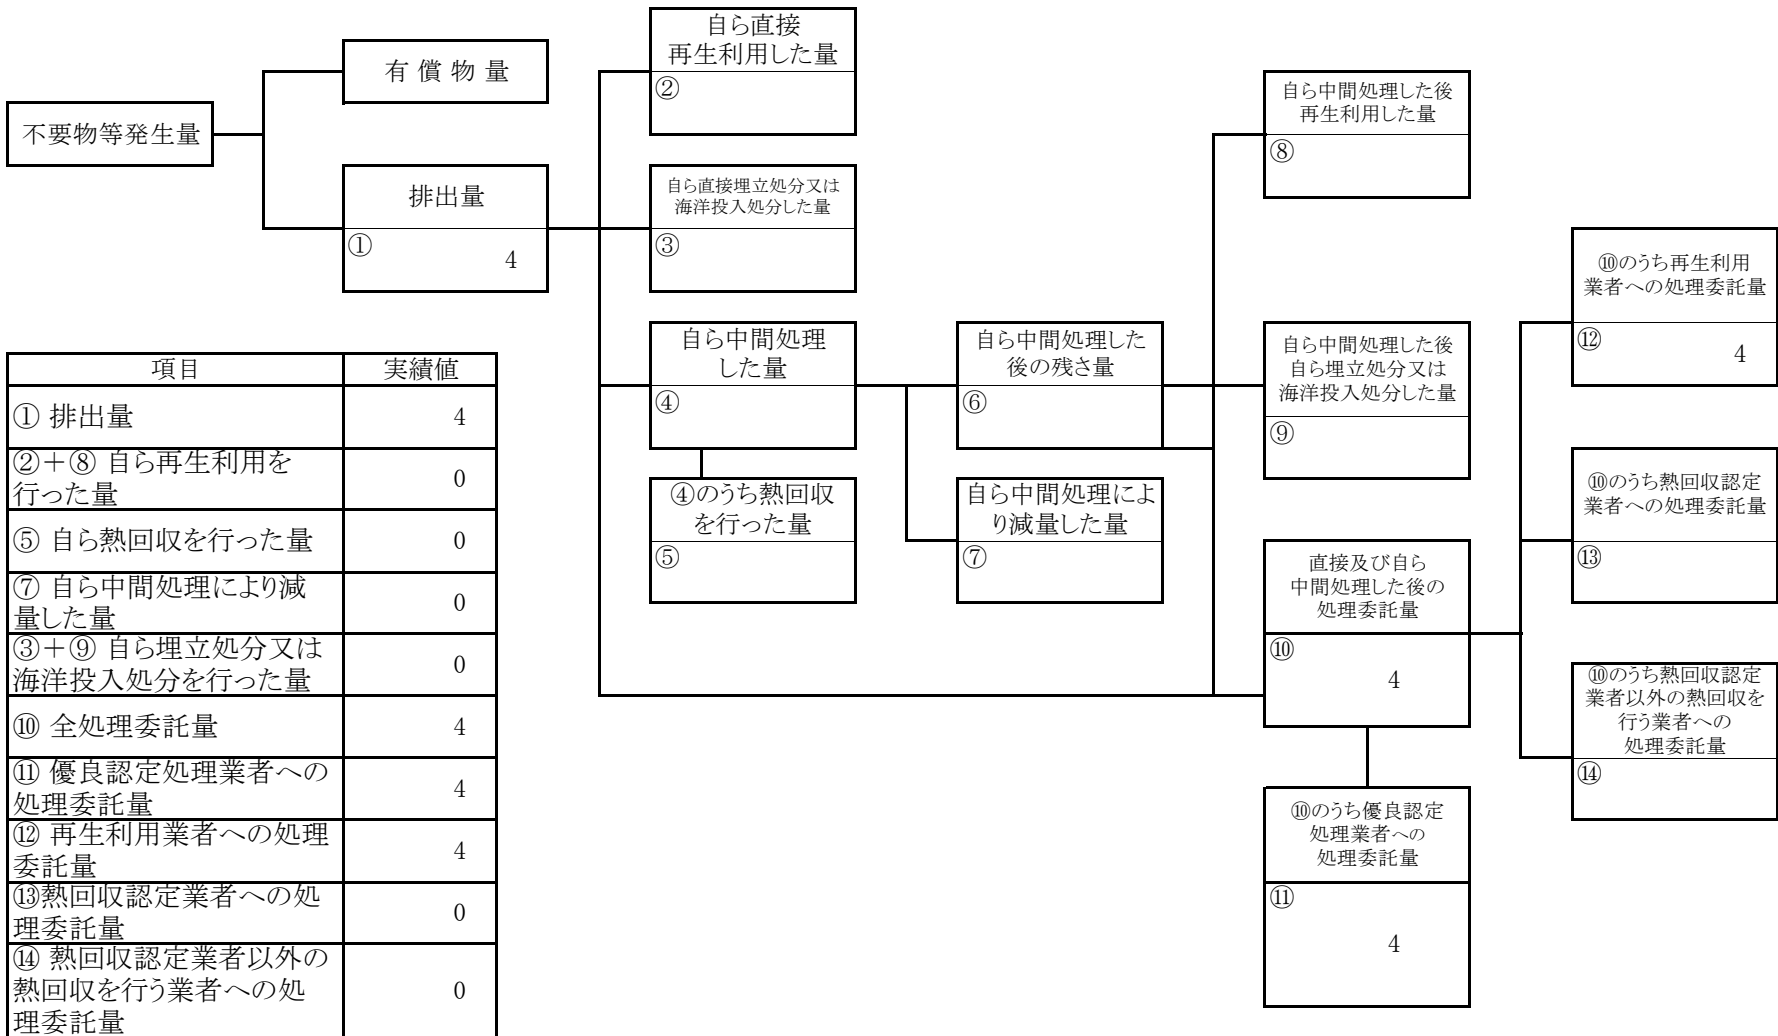 自ら直接
再生利用した量
②
有 償 物 量
不要物等発生量
自ら中間処理した後
再生利用した量
⑧
排出量
①
4
自ら直接埋立処分又は
海洋投入処分した量
③
⑩のうち再生利用
業者への処理委託量
⑫
4
自ら中間処理
した量
④
自ら中間処理した
後の残さ量
⑥
自ら中間処理した後
自ら埋立処分又は
海洋投入処分した量
⑨
④のうち熱回収
を行った量
⑤
自ら中間処理によ
り減量した量
⑦
⑩のうち熱回収認定
業者への処理委託量
⑬
直接及び自ら
中間処理した後の
処理委託量
⑩
4
⑩のうち熱回収認定
業者以外の熱回収を
行う業者への
処理委託量
⑭
⑩のうち優良認定
処理業者への
処理委託量
⑪
4
項目 実績値
① 排出量 4
②+⑧ 自ら再生利用を
行った量 0
⑤ 自ら熱回収を行った量 0
⑦ 自ら中間処理により減
量した量 0
③+⑨ 自ら埋立処分又は
海洋投入処分を行った量 0
⑩ 全処理委託量 4
⑪ 優良認定処理業者への
処理委託量 4
⑫ 再生利用業者への処理
委託量 4
⑬熱回収認定業者への処
理委託量 0
⑭ 熱回収認定業者以外の
熱回収を行う業者への処
理委託量 0